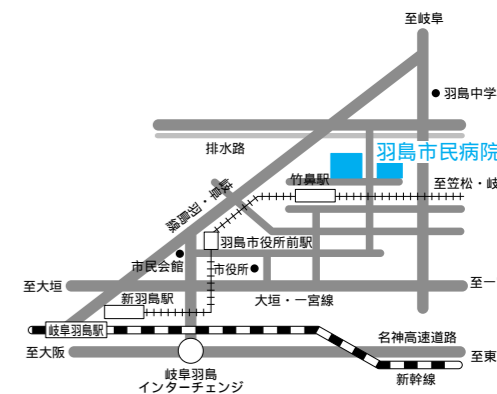 至岐阜
羽島中学
排水路
羽島市民病院
竹鼻駅
至笠松・岐
岐阜・羽島線
羽島市役所前駅
市民会館
市役所
至大垣
至一
新羽島駅
大垣・一宮線
岐阜羽島駅
名神高速道路
至大阪
至東
岐阜羽島
インターチェンジ
新幹線